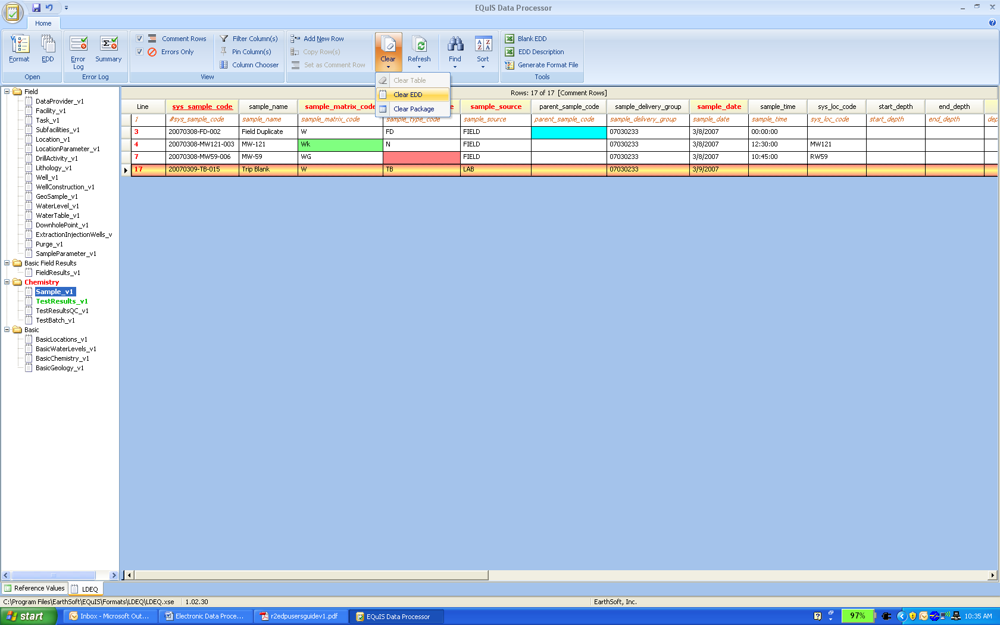 EQuIS Data Processor
Home
Format
EDD
Open
Error Log
Summary
Error Log
Comment Rows
Errors Only
Filter Column(s)
Pin Column(s)
Column Chooser
View
Add New Row
Copy Row(s)
Set as Comment Row
Clear
Refresh
Find
Sort
Blank EDD
EDD Description
Generate Format File
Tools
Clear Table
Clear EDD
Clear Package
Rows: 17 of 17 [Comment Rows]
Line sys_sample_code sample_name sample_matrix_code sample_source parent_sample_code sample_delivery_group sample_date sample_time sys_loc_code start_depth end_depth
1 #sys_sample_code sample_name sample_matrix_code sample_type_code sample_source parent_sample_code sample_delivery_group sample_date sample_time sys_loc_code start_depth end_depth dep
3 20070308-FD-002 Field Duplicate W FD FIELD 07030233 3/8/2007 00:00:00
4 20070308-MW121-003 MW-121 Wk N FIELD 07030233 3/8/2007 12:30:00 MW121
7 20070308-MW59-006 MW-59 WG FIELD 07030233 3/8/2007 10:45:00 RW59
17 20070309-TB-015 Trip Blank W TB LAB 07030233 3/9/2007
Field
DataProvider_v1
Facility_v1
Task_v1
Subfacilities_v1
Location_v1
LocationParameter_v1
DrillActivity_v1
Lithology_v1
Well_v1
WellConstruction_v1
GeoSample_v1
WaterLevel_v1
WaterTable_v1
DownholePoint_v1
ExtractionInjectionWells_v
Purge_v1
SampleParameter_v1
Basic Field Results
FieldResults_v1
Chemistry
Sample_v1
TestResults_v1
TestResultsQC_v1
TestBatch_v1
Basic
BasicLocations_v1
BasicWaterLevels_v1
BasicChemistry_v1
BasicGeology_v1
Reference Values
LDEQ
C:\Program Files\EarthSoft\EQuIS\Formats\LDEQ\LDEQ.xse 1.02.30 EarthSoft, Inc.
start
Inbox - Microsoft Out...
Electronic Data Proce...
r2edpusersguidev1.pdf
EQuIS Data Processor
97%
10:35 AM